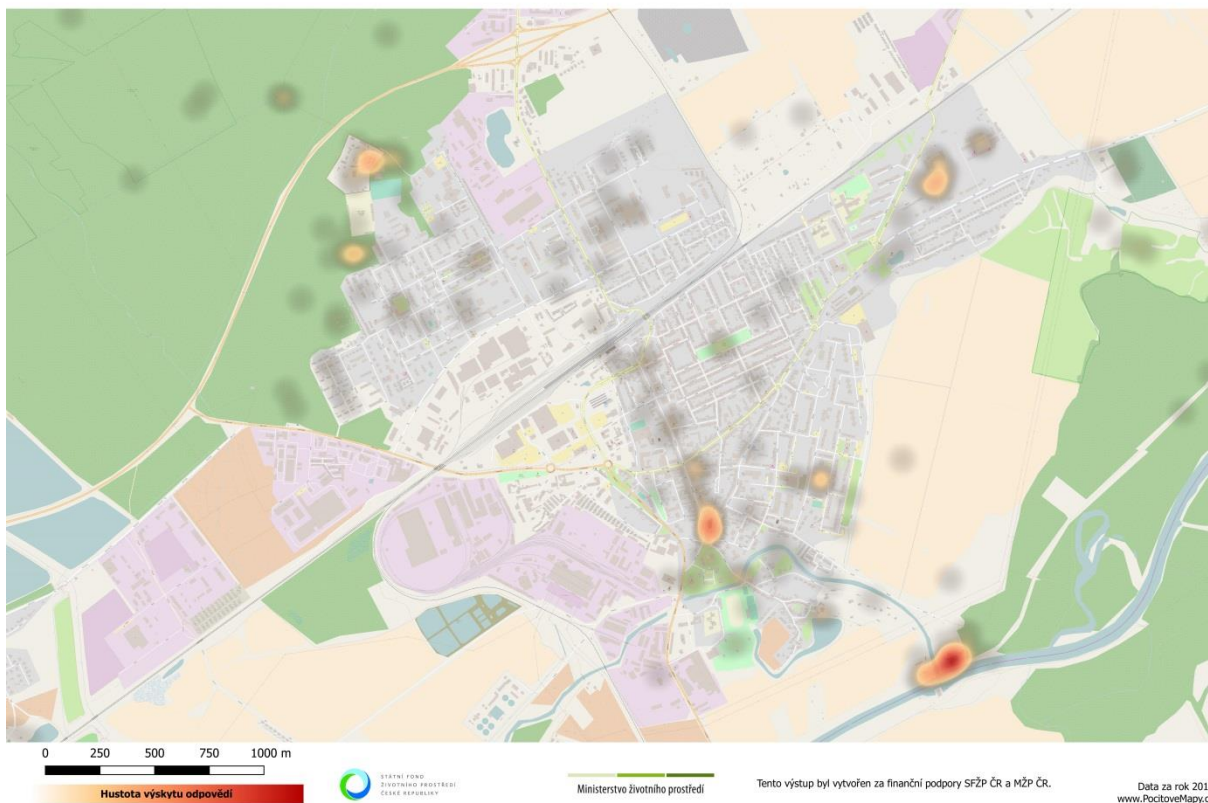 0 250 500 750 1000 m
Hustota výskytu odpovědí
STÁTNÍ FOND
ŽIVOTNÍHO PROSTŘEDÍ
ČESKÉ REPUBLIKY
Ministerstvo životního prostředí
Tento výstup byl vytvořen za finanční podpory SFŽP ČR a MŽP ČR.
Data za rok 201
www.PocitoveMapy.c